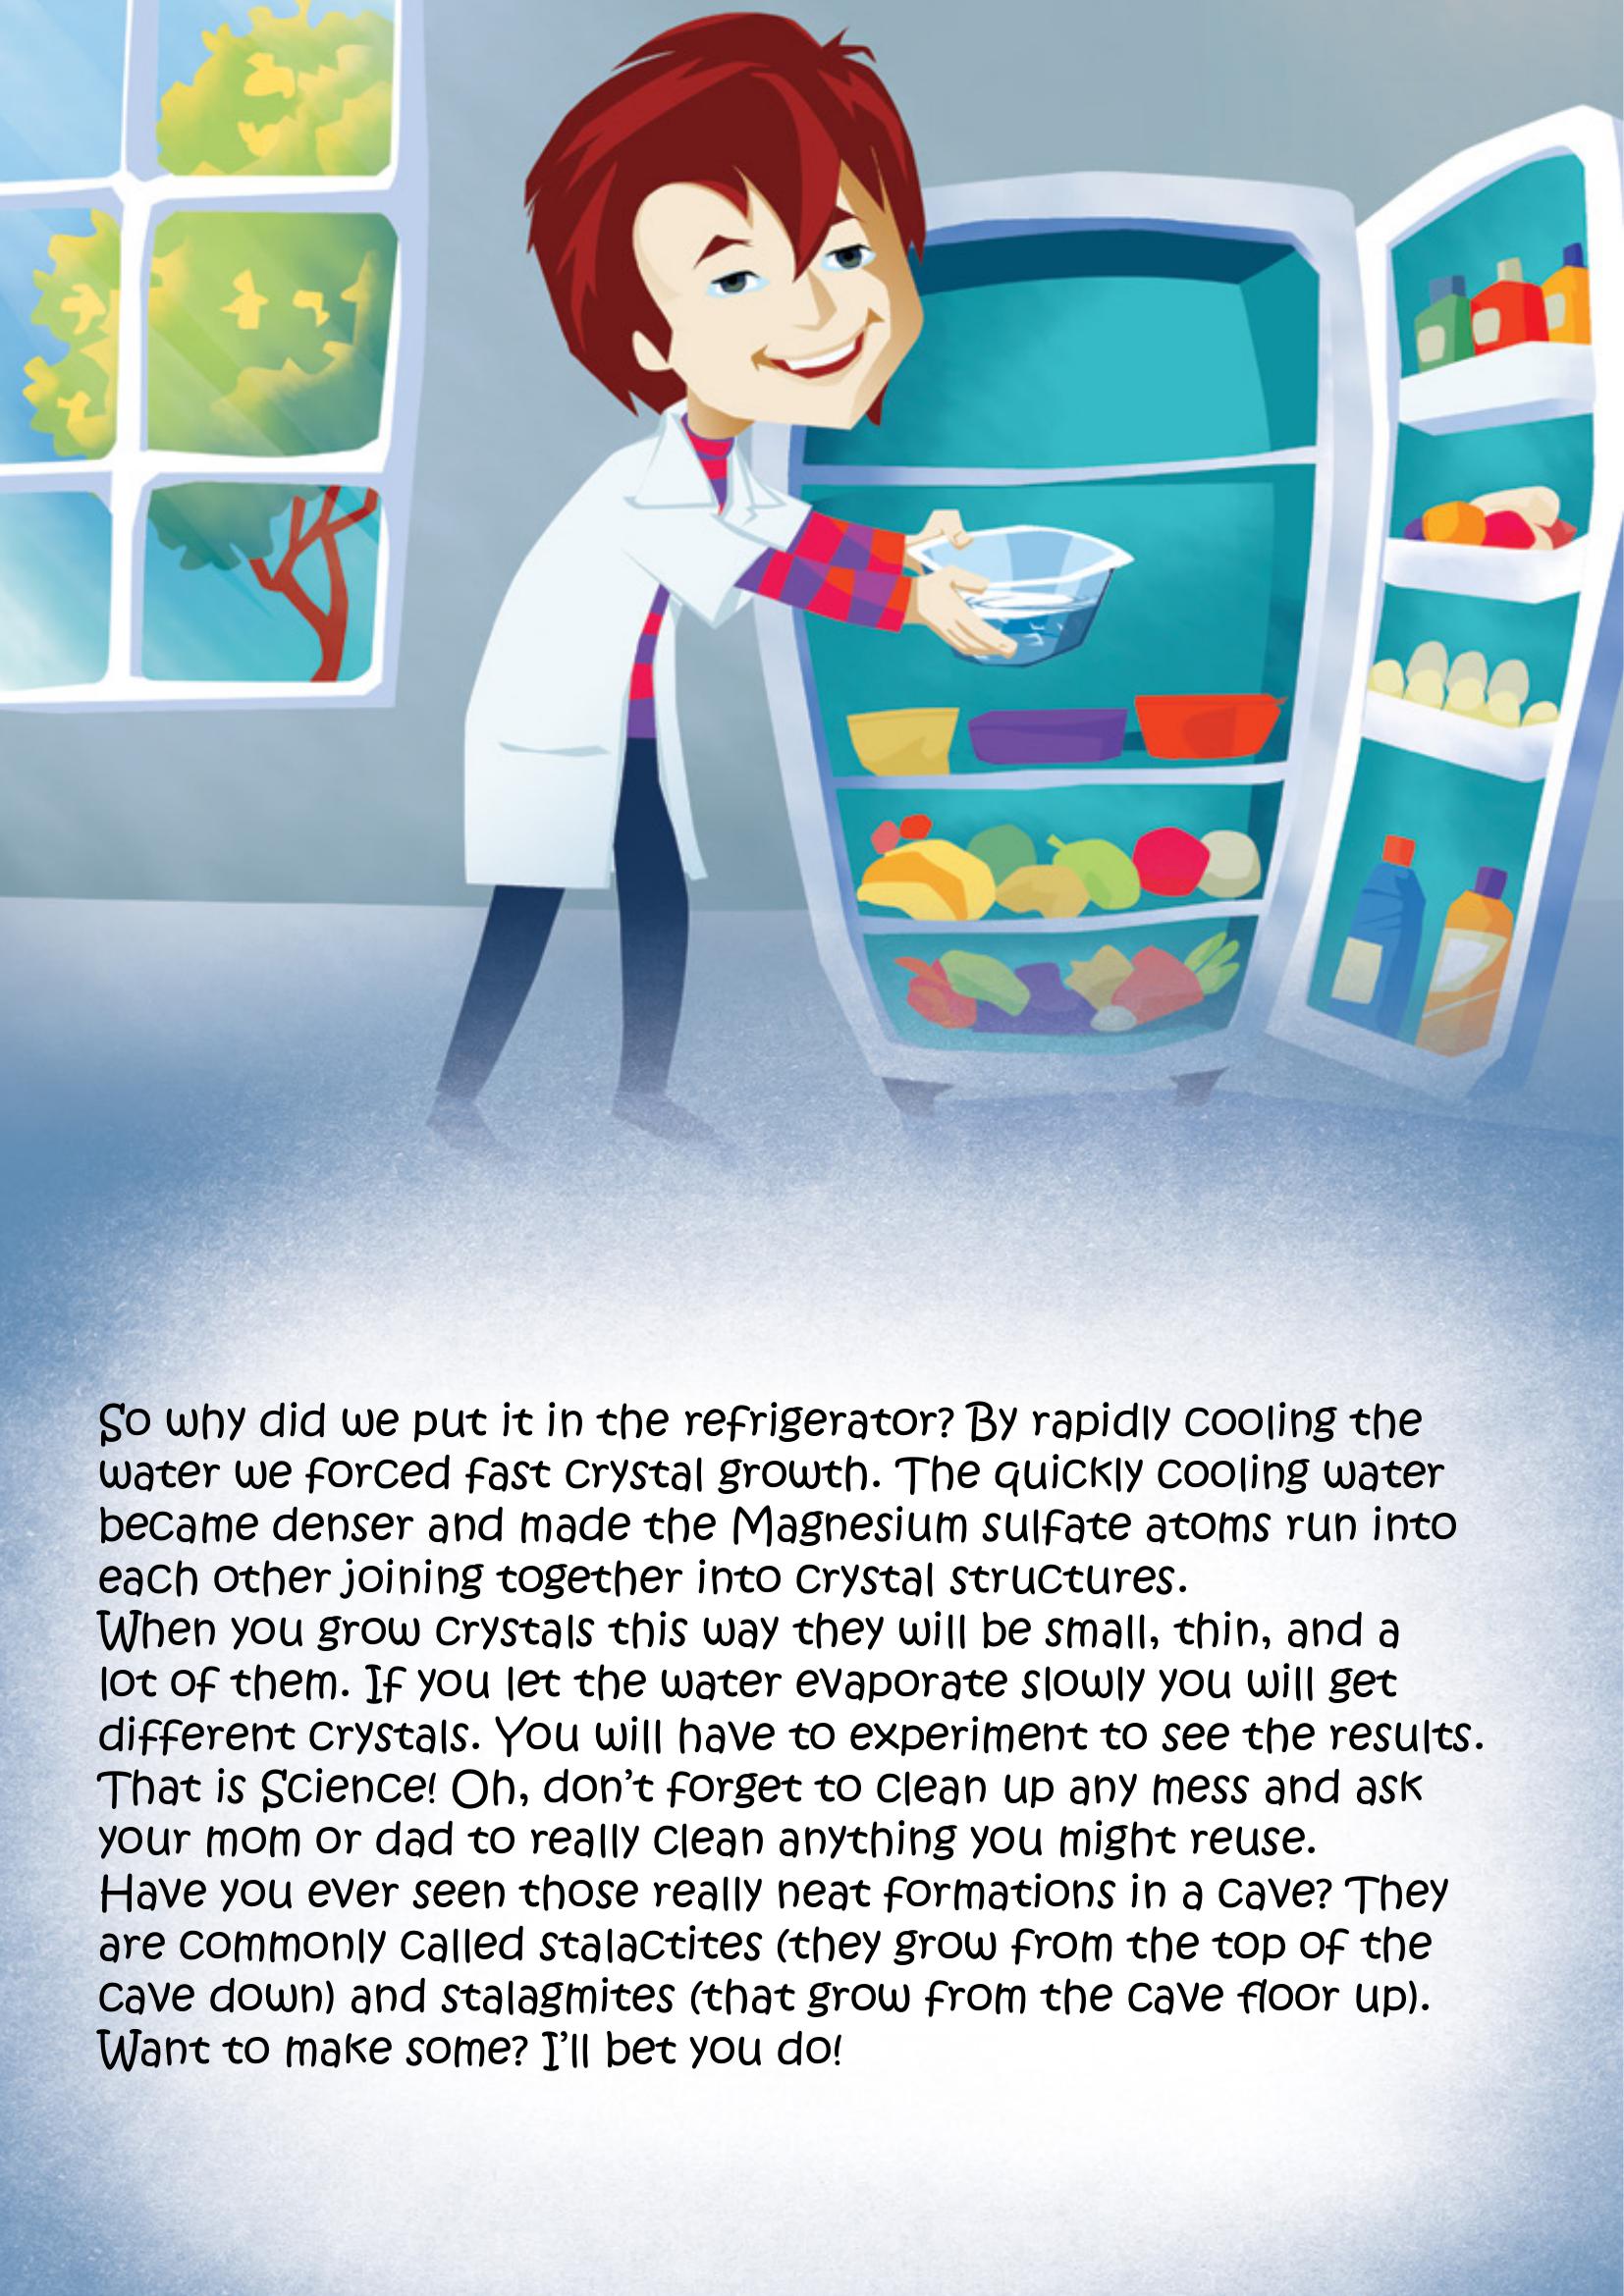 So why did we put it in the refrigerator? By rapidly cooling the
water we forced fast crystal growth. The quickly cooling water
became denser and made the Magnesium sulfate atoms run into
each other joining together into crystal structures.
When you grow crystals this way they will be small, thin, and a
lot of them. If you let the water evaporate slowly you will get
different crystals. You will have to experiment to see the results.
That is Science! Oh, don’t forget to clean up any mess and ask
your mom or dad to really clean anything you might reuse.
Have you ever seen those really neat formations in a cave? They
are commonly called stalactites (they grow from the top of the
cave down) and stalagmites (that grow from the cave floor up).
Want to make some? I’ll bet you do!